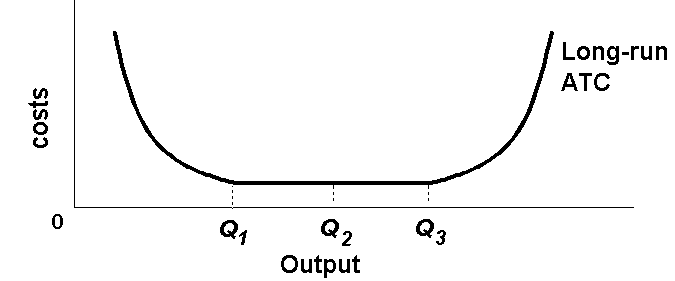 costs
Long-run
ATC
0
Q1
Q2
Q3
Output